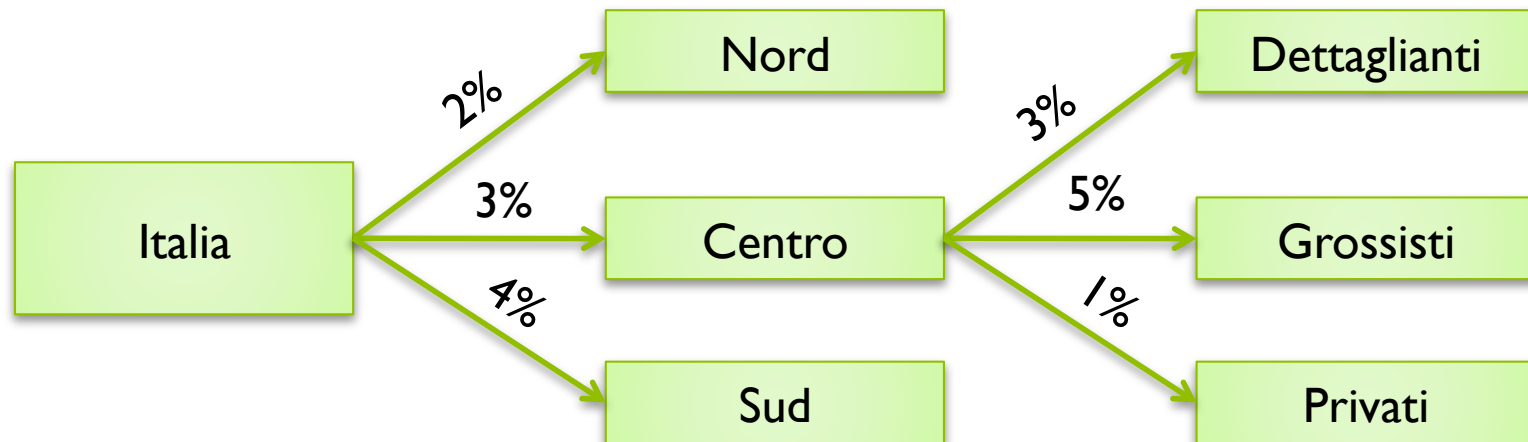 Nord
Dettaglianti
2%
3%
3%
5%
Italia
Centro
Grossisti
4%
1%
Sud
Privati